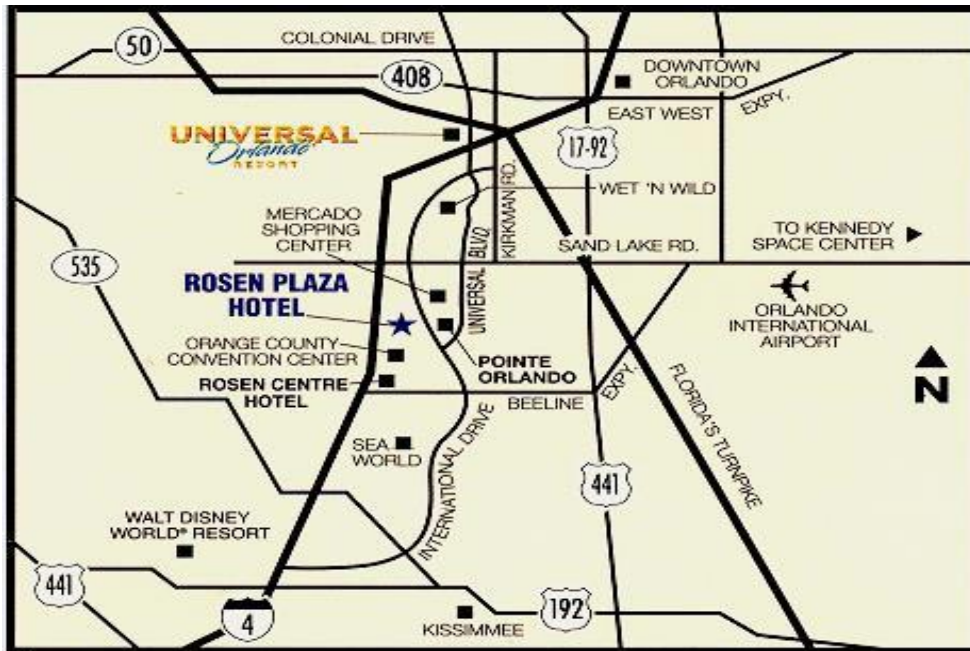 50
COLONIAL DRIVE
408
DOWNTOWN
ORLANDO
EAST WEST
EXPY.
UNIVERSAL
Orlando
RESORT
17-92
KIRKMAN RD.
WET 'N WILD
MERCADO
SHOPPING
CENTER
UNIVERSAL BLVD.
SAND LAKE RD.
TO KENNEDY
SPACE CENTER
535
ROSEN PLAZA
HOTEL
ORLANDO
INTERNATIONAL
AIRPORT
ORANGE COUNTY
CONVENTION CENTER
POINTE
ORLANDO
ROSEN CENTRE
HOTEL
BEELINE
EXPY.
FLORIDA'S TURNPIKE
N
SEA
WORLD
INTERNATIONAL DRIVE
441
WALT DISNEY
WORLD® RESORT
441
4
KISSIMMEE
192